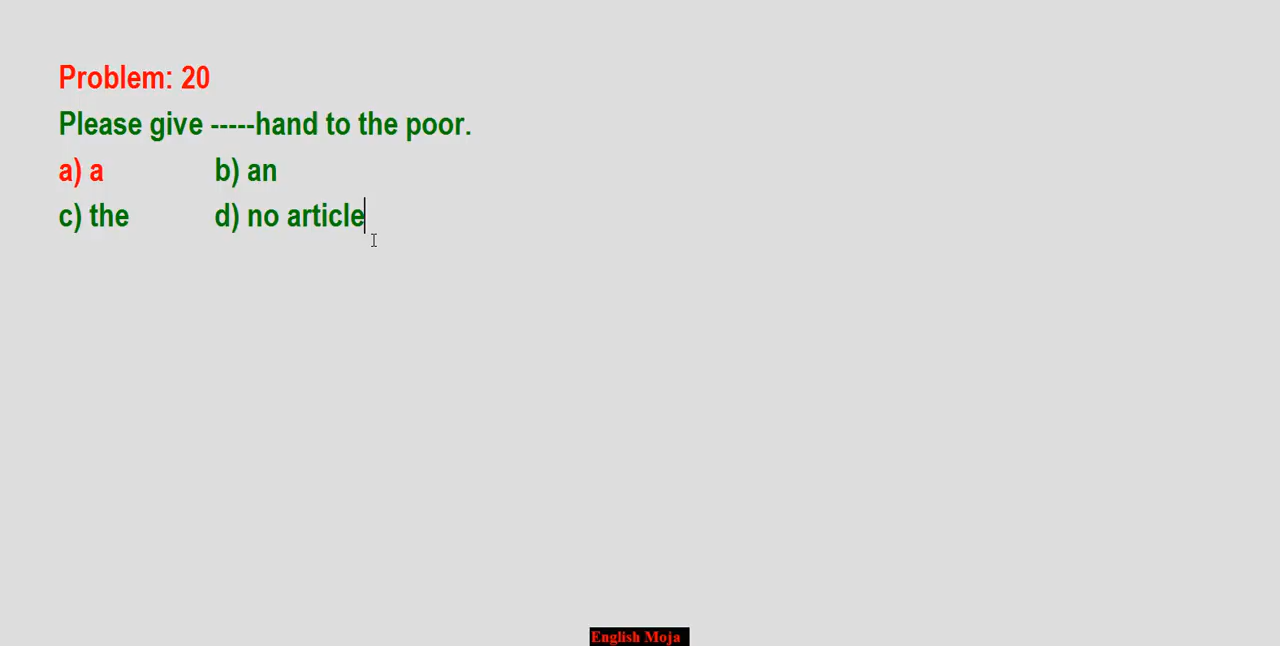 Problem: 20
Please give -----hand to the poor.
a) a b) an
c) the d) no article
English Moja